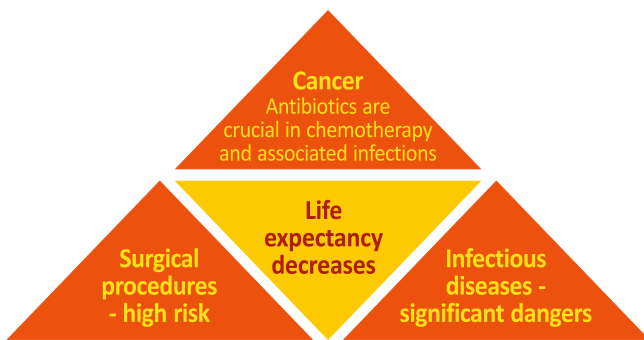 Cancer
Antibiotics are
crucial in chemotherapy
and associated infections
Life
expectancy
decreases
Surgical
procedures
- high risk
Infectious
diseases -
significant dangers